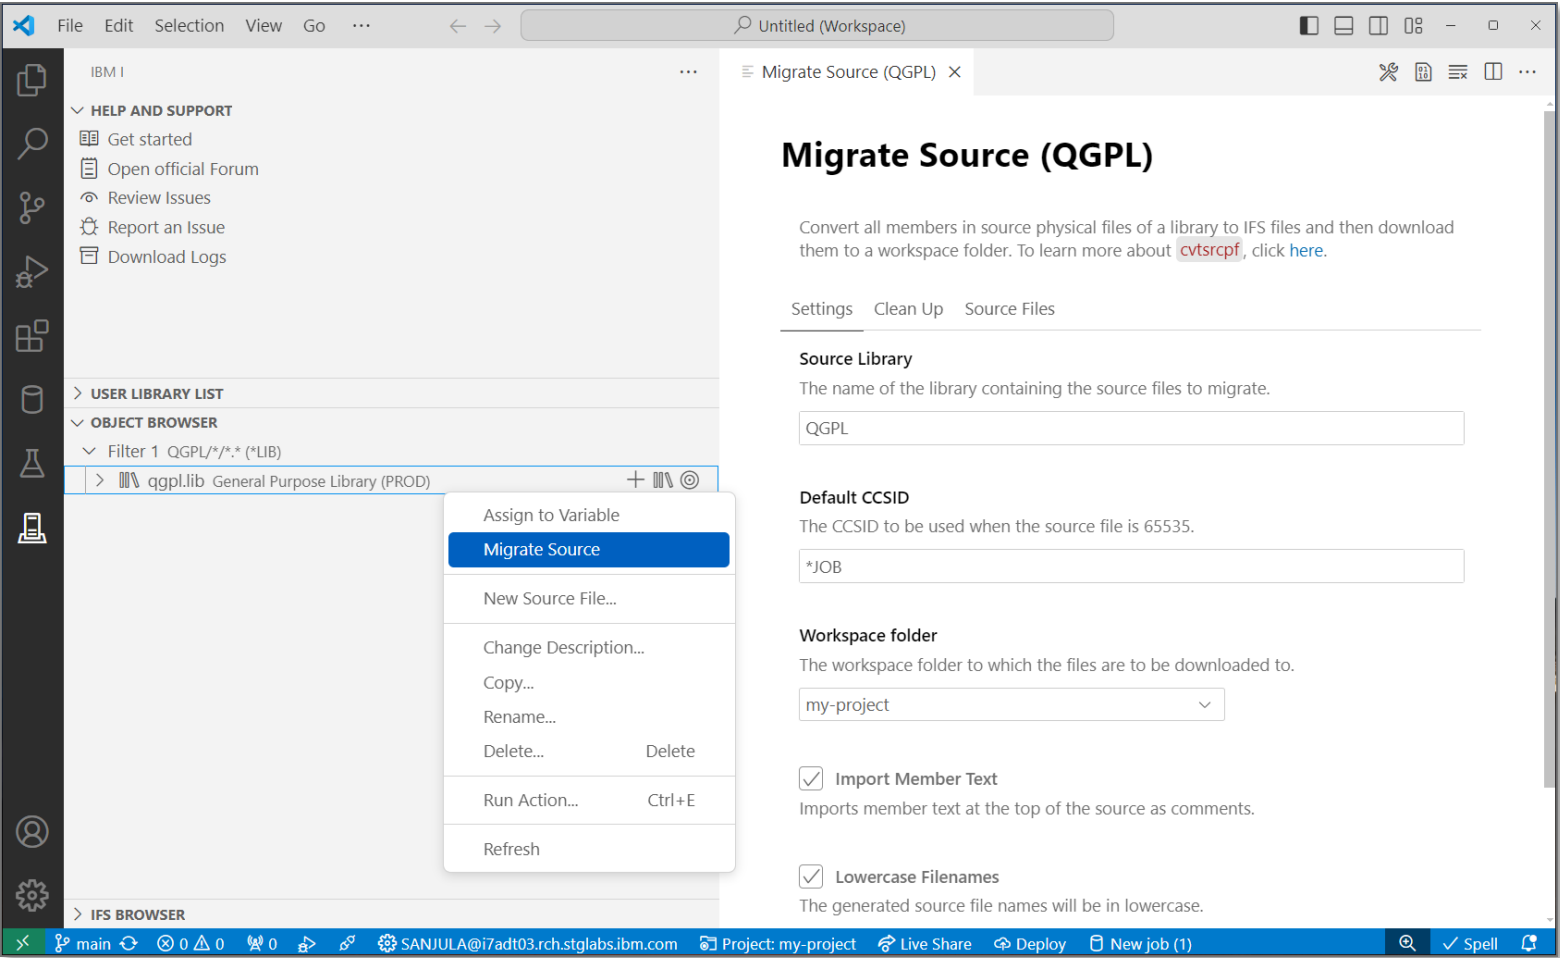 File Edit Selection View Go ··· Untitled (Workspace)
IBM I
HELP AND SUPPORT
Get started
Open official Forum
Review Issues
Report an Issue
Download Logs
USER LIBRARY LIST
OBJECT BROWSER
Filter 1 QGPL/*/*.* (*LIB)
qgpl.lib General Purpose Library (PROD)
Assign to Variable
Migrate Source
New Source File...
Change Description...
Copy...
Rename...
Delete... Delete
Run Action... Ctrl+E
Refresh
IFS BROWSER
Migrate Source (QGPL)
Migrate Source (QGPL)
Convert all members in source physical files of a library to IFS files and then download
them to a workspace folder. To learn more about cvtsrcpf, click here.
Settings Clean Up Source Files
Source Library
The name of the library containing the source files to migrate.
QGPL
Default CCSID
The CCSID to be used when the source file is 65535.
*JOB
Workspace folder
The workspace folder to which the files are to be downloaded to.
my-project
Import Member Text
Imports member text at the top of the source as comments.
Lowercase Filenames
The generated source file names will be in lowercase.
main 0 0 0 SANJULA@i7adt03.rch.stglabs.ibm.com Project: my-project Live Share Deploy New job (1) Spell